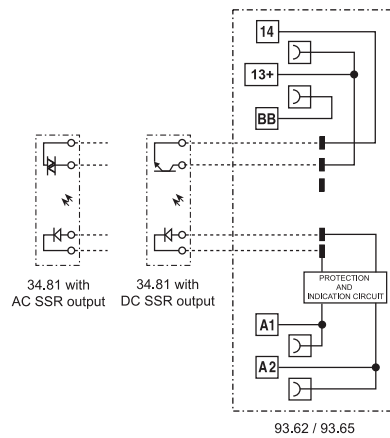 14
13+
BB
34.81 with
AC SSR output
34.81 with
DC SSR output
PROTECTION
AND
INDICATION CIRCUIT
A1
A2
93.62 / 93.65